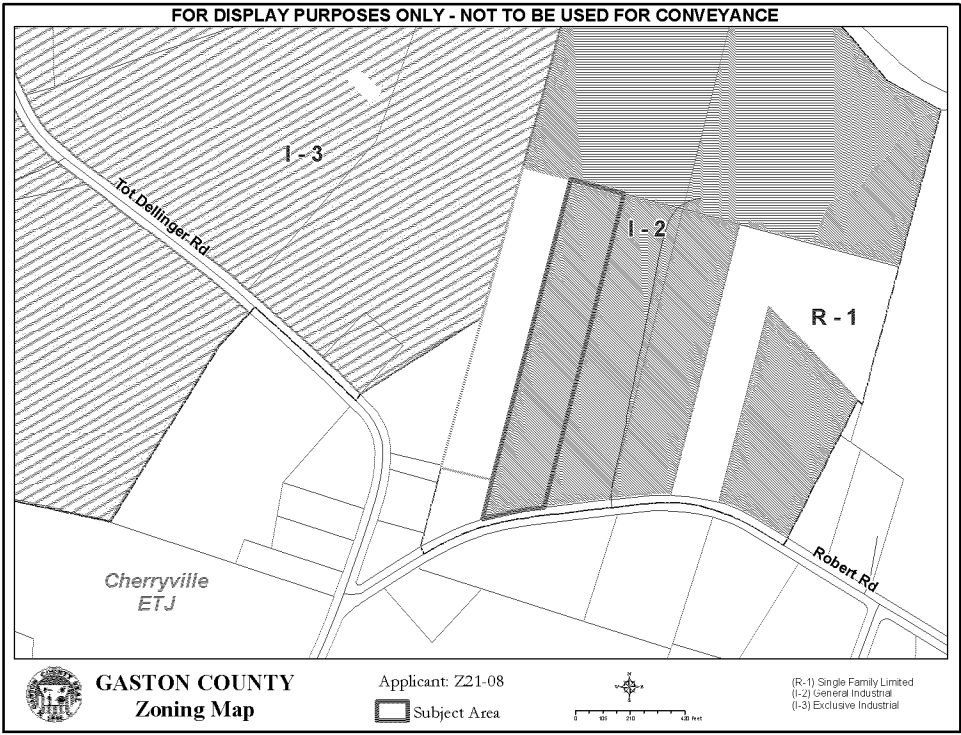 FOR DISPLAY PURPOSES ONLY - NOT TO BE USED FOR CONVEYANCE
I - 3
Tot Dellinger Rd
I - 2
R - 1
Robert Rd
Cherryville
ETJ
GASTON COUNTY
Zoning Map
Applicant: Z21-08
Subject Area
0 105 210 420 Feet
(R-1) Single Family Limited
(I-2) General Industrial
(I-3) Exclusive Industrial